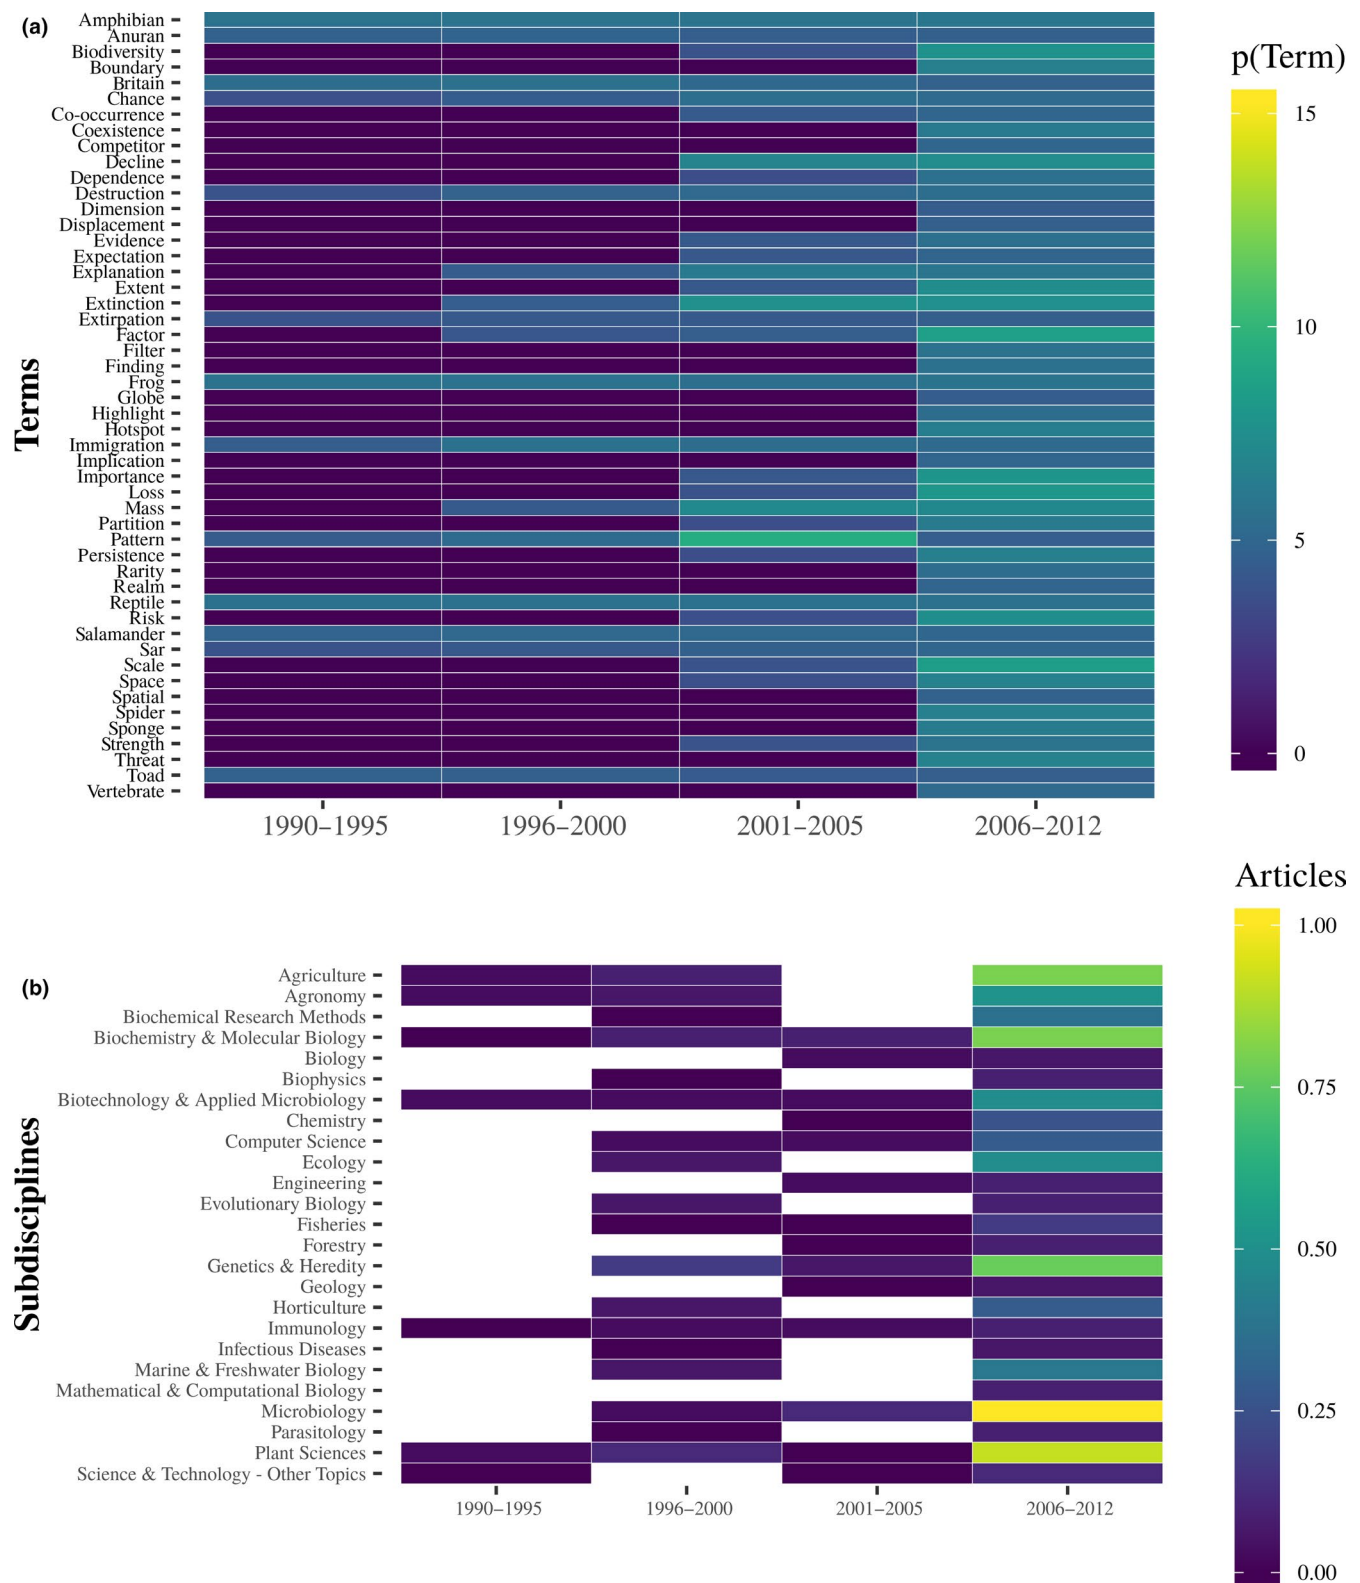 (a)
Terms
Amphibian
Anuran
Biodiversity
Boundary
Britain
Chance
Co-occurrence
Coexistence
Competitor
Decline
Dependence
Destruction
Dimension
Displacement
Evidence
Expectation
Explanation
Extent
Extinction
Extirpation
Factor
Filter
Finding
Frog
Globe
Highlight
Hotspot
Immigration
Implication
Importance
Loss
Mass
Partition
Pattern
Persistence
Rarity
Realm
Reptile
Risk
Salamander
Sar
Scale
Space
Spatial
Spider
Sponge
Strength
Threat
Toad
Vertebrate
1990–1995 1996–2000 2001–2005 2006–2012
p(Term)
15
10
5
0
(b)
Subdisciplines
Agriculture
Agronomy
Biochemical Research Methods
Biochemistry & Molecular Biology
Biology
Biophysics
Biotechnology & Applied Microbiology
Chemistry
Computer Science
Ecology
Engineering
Evolutionary Biology
Fisheries
Forestry
Genetics & Heredity
Geology
Horticulture
Immunology
Infectious Diseases
Marine & Freshwater Biology
Mathematical & Computational Biology
Microbiology
Parasitology
Plant Sciences
Science & Technology - Other Topics
1990–1995 1996–2000 2001–2005 2006–2012
Articles
1.00
0.75
0.50
0.25
0.00